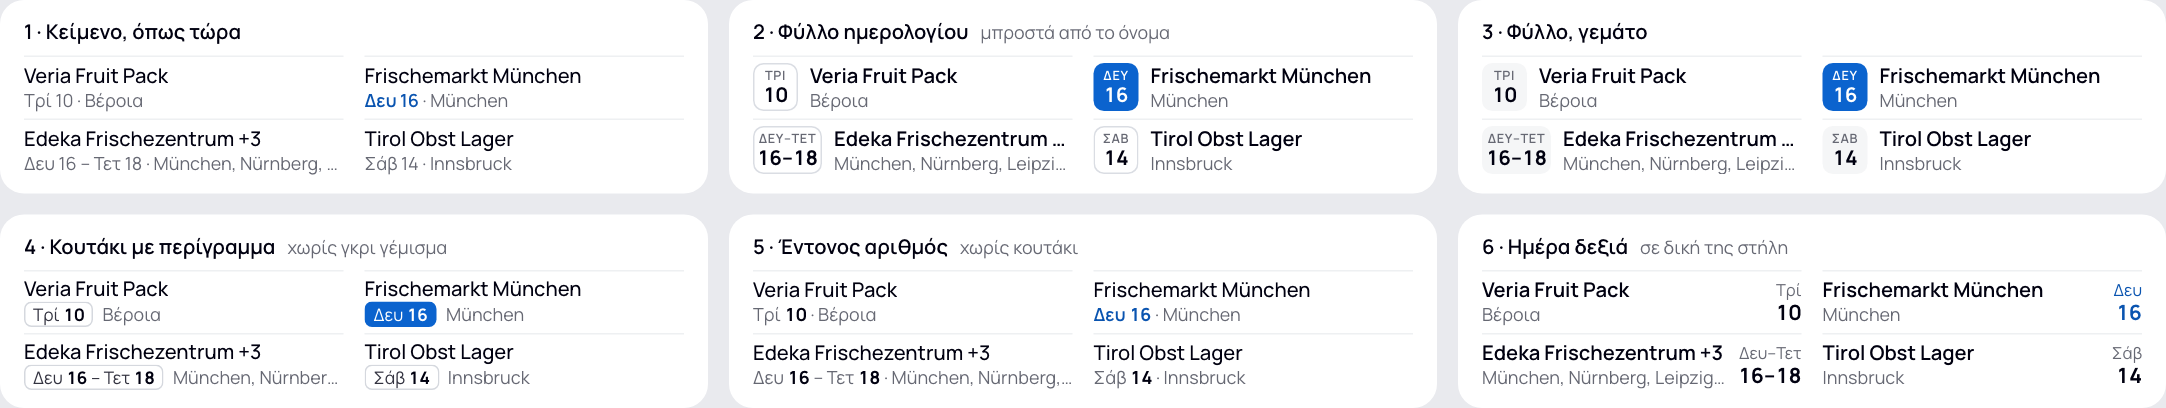 1 · Κείμενο, όπως τώρα
Veria Fruit Pack
Τρί 10 · Βέροια
Frischemarkt München
Δευ 16 · München
Edeka Frischezentrum +3
Δευ 16 – Τετ 18 · München, Nürnberg, ...
Tirol Obst Lager
Σάβ 14 · Innsbruck
2 · Φύλλο ημερολογίου μπροστά από το όνομα
ΤΡΙ
10
Veria Fruit Pack
Βέροια
ΔΕΥ
16
Frischemarkt München
München
ΔΕΥ–ΤΕΤ
16–18
Edeka Frischezentrum ...
München, Nürnberg, Leipzi...
ΣΑΒ
14
Tirol Obst Lager
Innsbruck
3 · Φύλλο, γεμάτο
ΤΡΙ
10
Veria Fruit Pack
Βέροια
ΔΕΥ
16
Frischemarkt München
München
ΔΕΥ–ΤΕΤ
16–18
Edeka Frischezentrum ...
München, Nürnberg, Leipzi...
ΣΑΒ
14
Tirol Obst Lager
Innsbruck
4 · Κουτάκι με περίγραμμα χωρίς γκρι γέμισμα
Veria Fruit Pack
Τρί 10 Βέροια
Frischemarkt München
Δευ 16 München
Edeka Frischezentrum +3
Δευ 16 – Τετ 18 München, Nürnber...
Tirol Obst Lager
Σάβ 14 Innsbruck
5 · Έντονος αριθμός χωρίς κουτάκι
Veria Fruit Pack
Τρί 10 · Βέροια
Frischemarkt München
Δευ 16 · München
Edeka Frischezentrum +3
Δευ 16 – Τετ 18 · München, Nürnberg,...
Tirol Obst Lager
Σάβ 14 · Innsbruck
6 · Ημέρα δεξιά σε δική της στήλη
Veria Fruit Pack Τρί
Βέροια 10
Frischemarkt München Δευ
München 16
Edeka Frischezentrum +3 Δευ–Τετ
München, Nürnberg, Leipzig... 16–18
Tirol Obst Lager Σάβ
Innsbruck 14